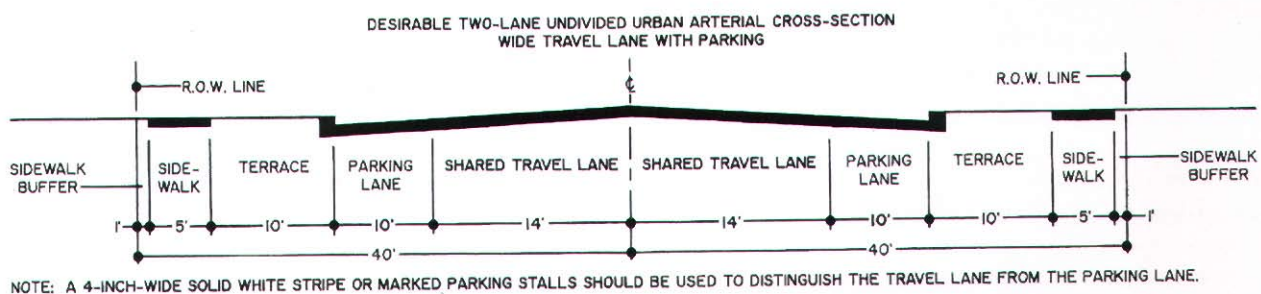 DESIRABLE TWO-LANE UNDIVIDED URBAN ARTERIAL CROSS-SECTION
WIDE TRAVEL LANE WITH PARKING
R.O.W. LINE
℄
R.O.W. LINE
SIDEWALK
BUFFER
SIDE-
WALK
TERRACE
PARKING
LANE
SHARED TRAVEL LANE
SHARED TRAVEL LANE
PARKING
LANE
TERRACE
SIDE-
WALK
SIDEWALK
BUFFER
1' 5' 10' 10' 14' 14' 10' 10' 5' 1'
40' 40'
NOTE: A 4-INCH-WIDE SOLID WHITE STRIPE OR MARKED PARKING STALLS SHOULD BE USED TO DISTINGUISH THE TRAVEL LANE FROM THE PARKING LANE.